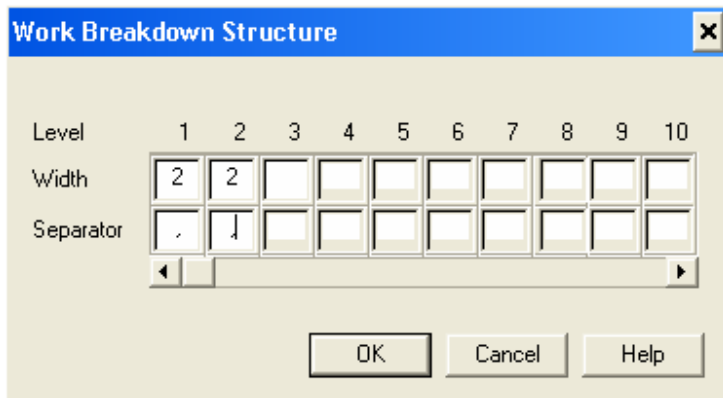 Work Breakdown Structure
Level 1 2 3 4 5 6 7 8 9 10
Width 2 2
Separator . .
OK Cancel Help